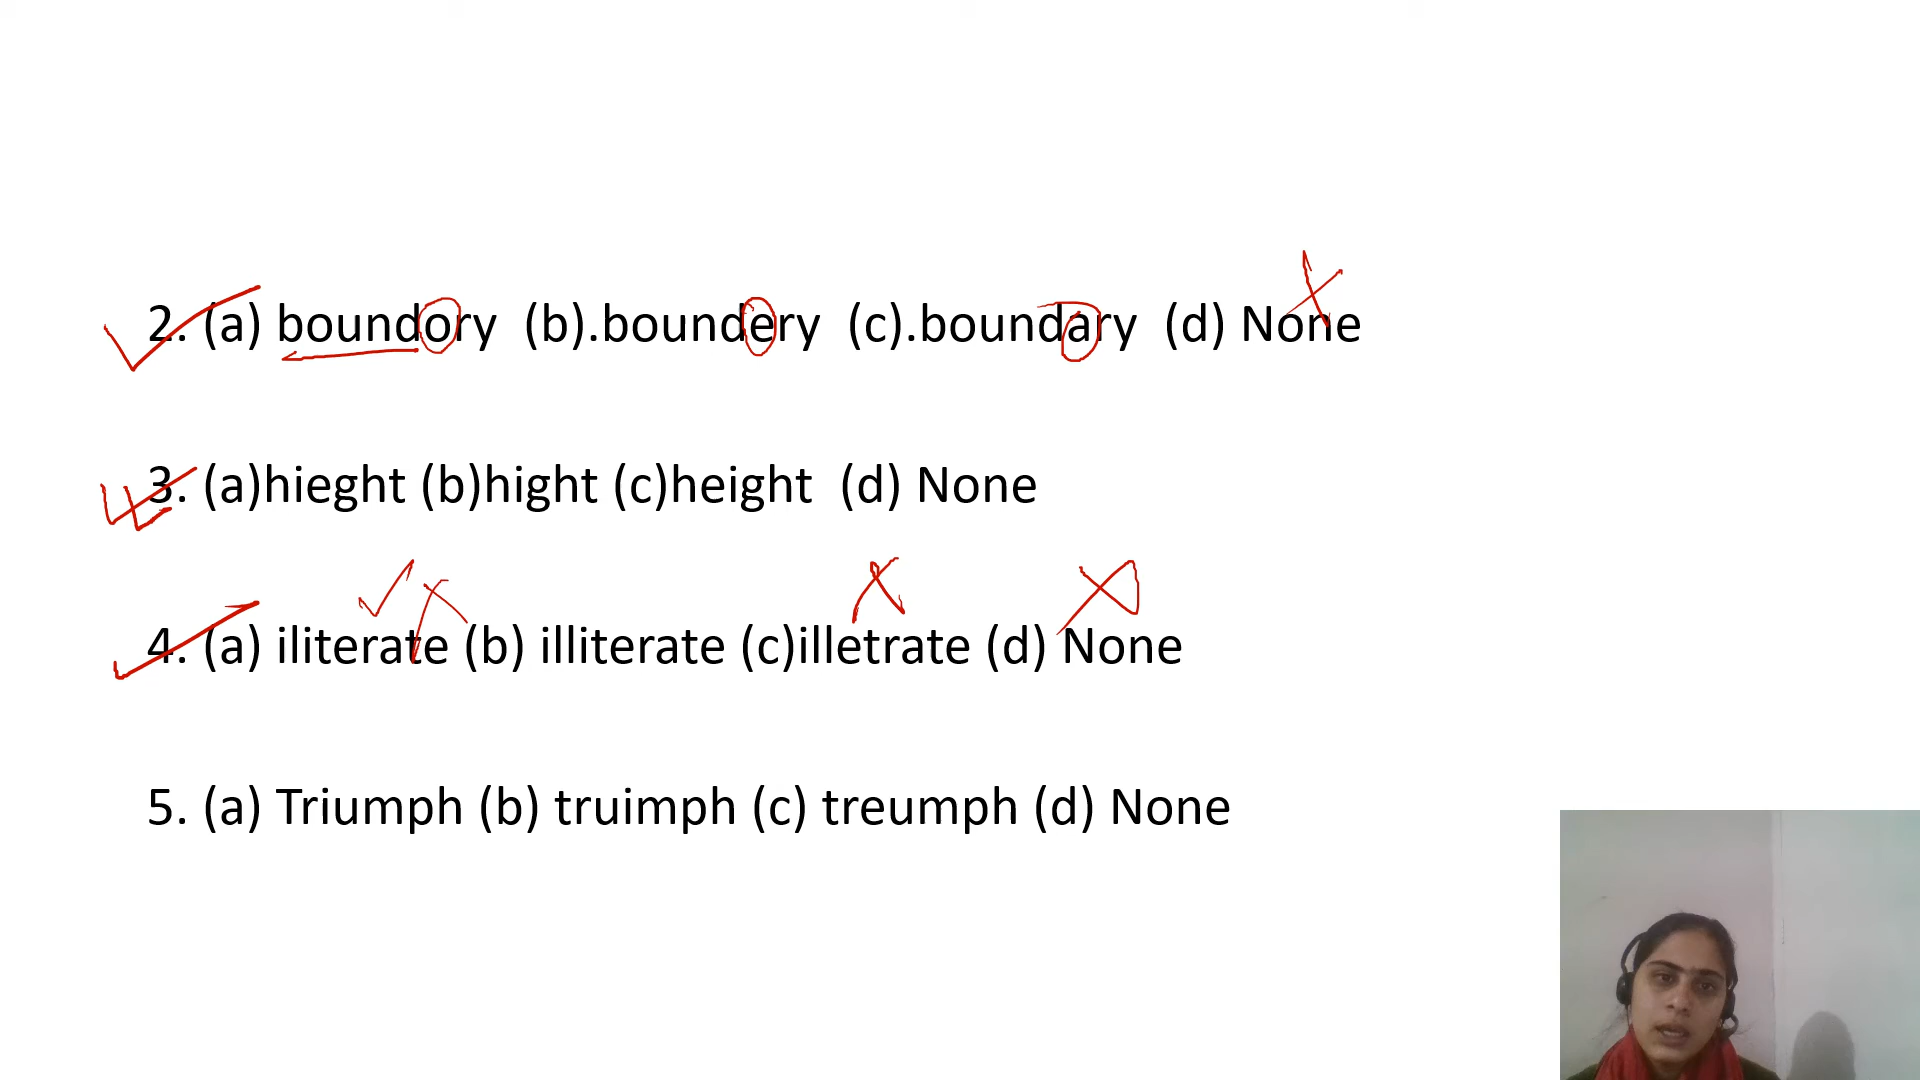 2. (a) boundory (b).boundery (c).boundary (d) None
3. (a)hieght (b)hight (c)height (d) None
4. (a) iliterate (b) illiterate (c)illetrate (d) None
5. (a) Triumph (b) truimph (c) treumph (d) None